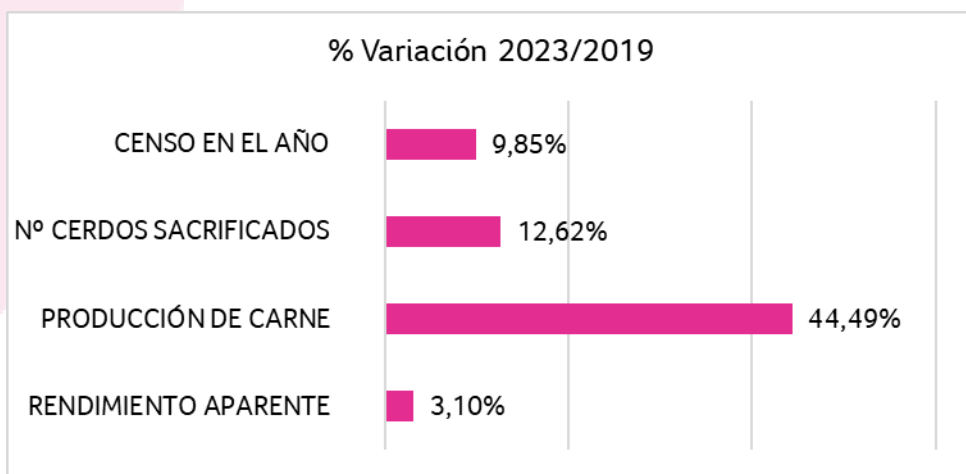 % Variación 2023/2019
CENSO EN EL AÑO 9,85%
Nº CERDOS SACRIFICADOS 12,62%
PRODUCCIÓN DE CARNE 44,49%
RENDIMIENTO APARENTE 3,10%